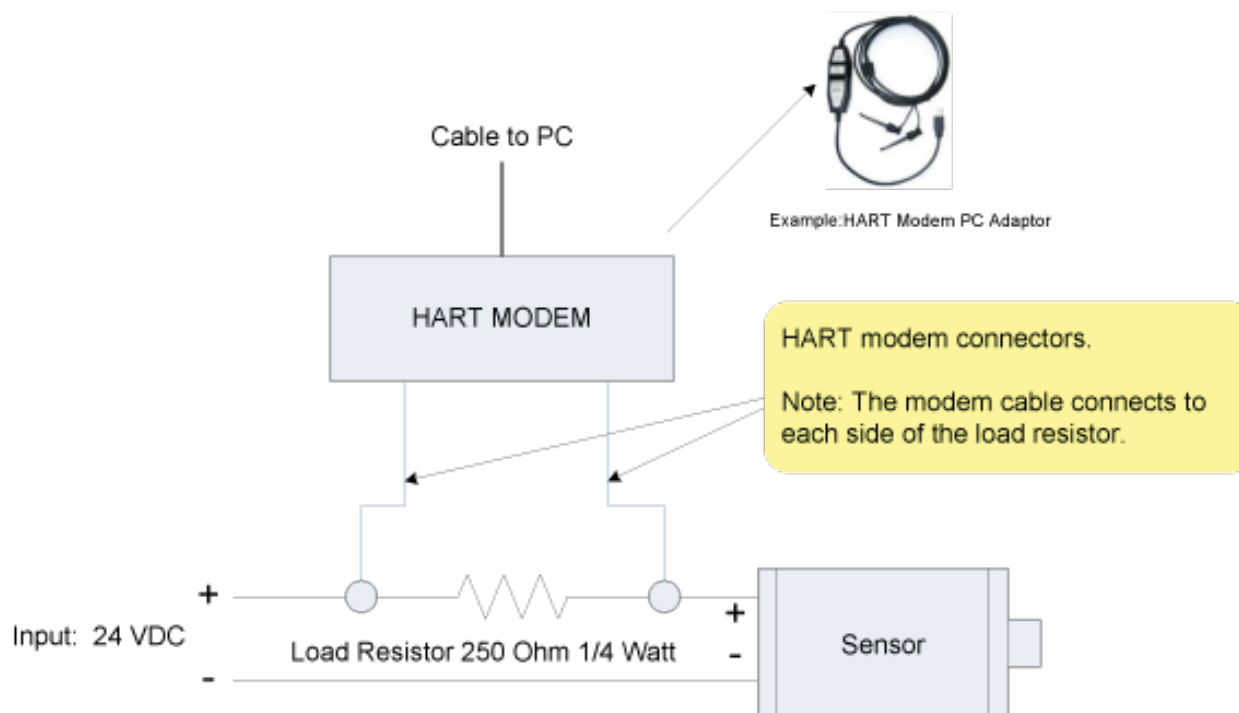 Cable to PC
Example:HART Modem PC Adaptor
HART MODEM
HART modem connectors.
Note: The modem cable connects to
each side of the load resistor.
+
+
Input: 24 VDC
Load Resistor 250 Ohm 1/4 Watt
-
Sensor
-